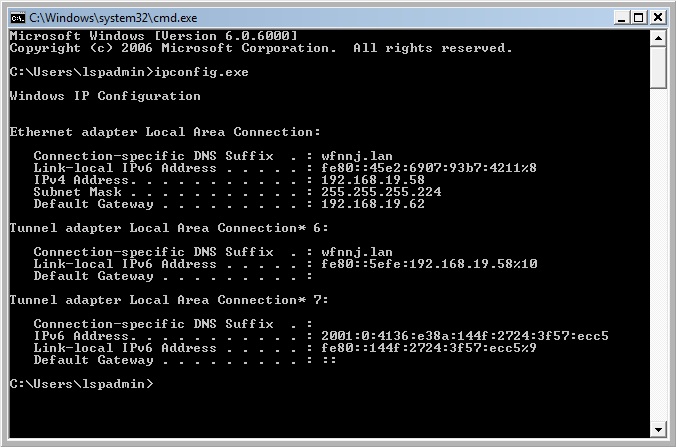 C:\Windows\system32\cmd.exe
Microsoft Windows [Version 6.0.6000]
Copyright (c) 2006 Microsoft Corporation.  All rights reserved.
C:\Users\lspadmin>ipconfig.exe
Windows IP Configuration
Ethernet adapter Local Area Connection:
   Connection-specific DNS Suffix  . : wfnnj.lan
   Link-local IPv6 Address . . . . . : fe80::45e2:6907:93b7:4211%8
   IPv4 Address. . . . . . . . . . . : 192.168.19.58
   Subnet Mask . . . . . . . . . . . : 255.255.255.224
   Default Gateway . . . . . . . . . : 192.168.19.62
Tunnel adapter Local Area Connection* 6:
   Connection-specific DNS Suffix  . : wfnnj.lan
   Link-local IPv6 Address . . . . . : fe80::5efe:192.168.19.58%10
   Default Gateway . . . . . . . . . :
Tunnel adapter Local Area Connection* 7:
   Connection-specific DNS Suffix  . :
   IPv6 Address. . . . . . . . . . . : 2001:0:4136:e38a:144f:2724:3f57:ecc5
   Link-local IPv6 Address . . . . . : fe80::144f:2724:3f57:ecc5%9
   Default Gateway . . . . . . . . . : ::
C:\Users\lspadmin>